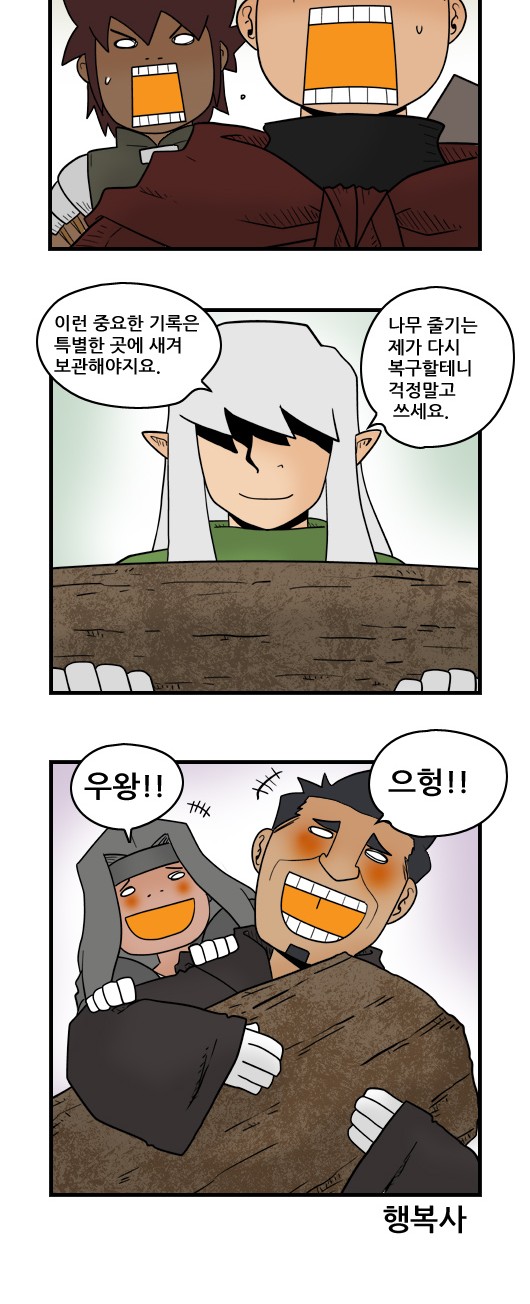 이런 중요한 기록은
특별한 곳에 새겨
보관해야지요.
나무 줄기는
제가 다시
복구할테니
걱정말고
쓰세요.
우왕!!
으헝!!
행복사